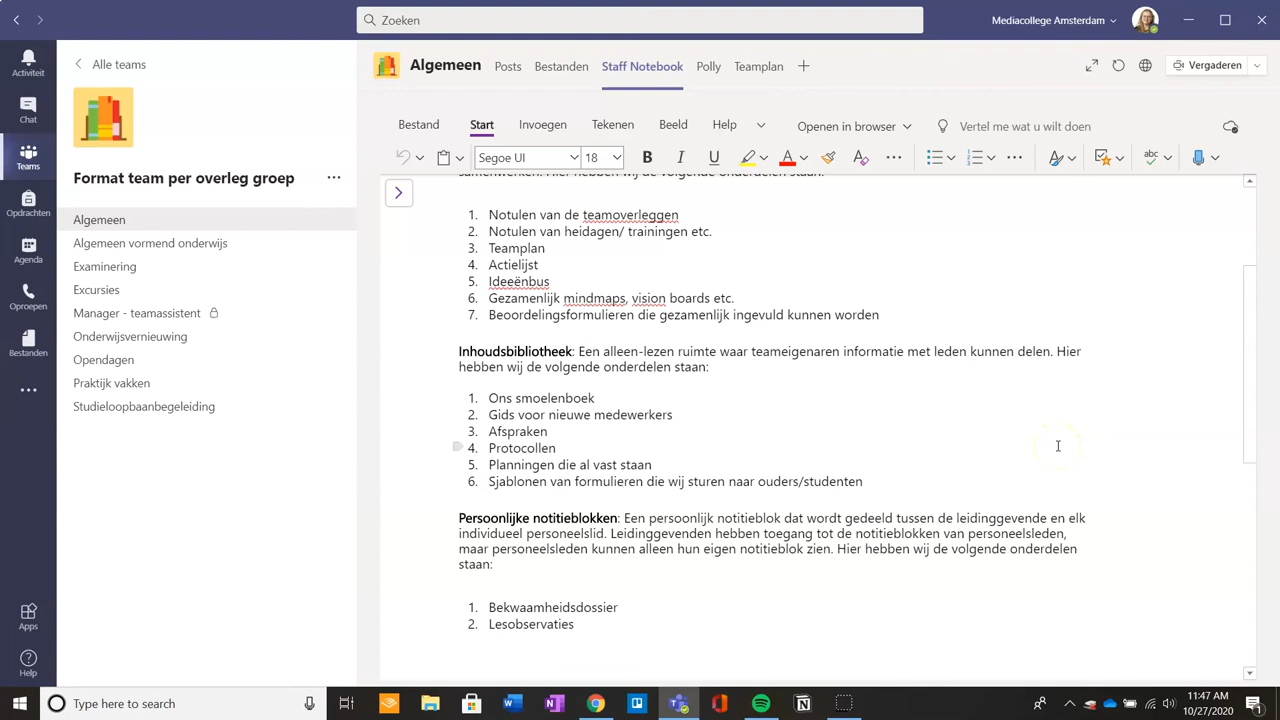 Zoeken
Mediacollege Amsterdam
Activiteit
Chat
Teams
Opdrachten
Agenda
Oproepen
Bestanden
Apps
Help
Alle teams
Format team per overleg groep
Algemeen
Algemeen vormend onderwijs
Examinering
Excursies
Manager - teamassistent
Onderwijsvernieuwing
Opendagen
Praktijk vakken
Studieloopbaanbegeleiding
Algemeen Posts Bestanden Staff Notebook Polly Teamplan Vergaderen
Bestand Start Invoegen Tekenen Beeld Help Openen in browser Vertel me wat u wilt doen
Segoe UI 18 B I U A abc
samenwerken. Hier hebben wij de volgende onderdelen staan:
1. Notulen van de teamoverleggen
2. Notulen van heidagen/ trainingen etc.
3. Teamplan
4. Actielijst
5. Ideeënbus
6. Gezamenlijk mindmaps, vision boards etc.
7. Beoordelingsformulieren die gezamenlijk ingevuld kunnen worden
Inhoudsbibliotheek: Een alleen-lezen ruimte waar teameigenaren informatie met leden kunnen delen. Hier
hebben wij de volgende onderdelen staan:
1. Ons smoelenboek
2. Gids voor nieuwe medewerkers
3. Afspraken
4. Protocollen
5. Planningen die al vast staan
6. Sjablonen van formulieren die wij sturen naar ouders/studenten
Persoonlijke notitieblokken: Een persoonlijk notitieblok dat wordt gedeeld tussen de leidinggevende en elk
individueel personeelslid. Leidinggevenden hebben toegang tot de notitieblokken van personeelsleden,
maar personeelsleden kunnen alleen hun eigen notitieblok zien. Hier hebben wij de volgende onderdelen
staan:
1. Bekwaamheidsdossier
2. Lesobservaties
Type here to search
11:47 AM
10/27/2020